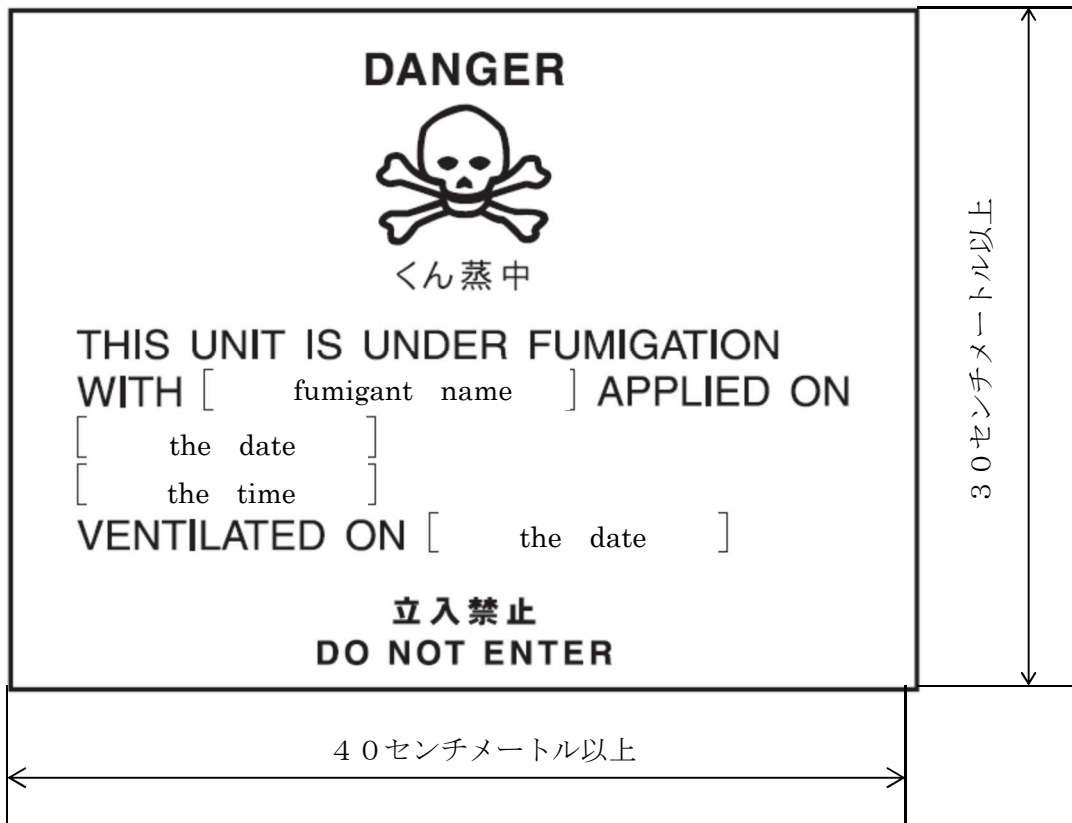 DANGER
くん蒸中
THIS UNIT IS UNDER FUMIGATION
WITH [ fumigant name ] APPLIED ON
[ the date ]
[ the time ]
VENTILATED ON [ the date ]
立入禁止
DO NOT ENTER
30センチメートル以上
40センチメートル以上